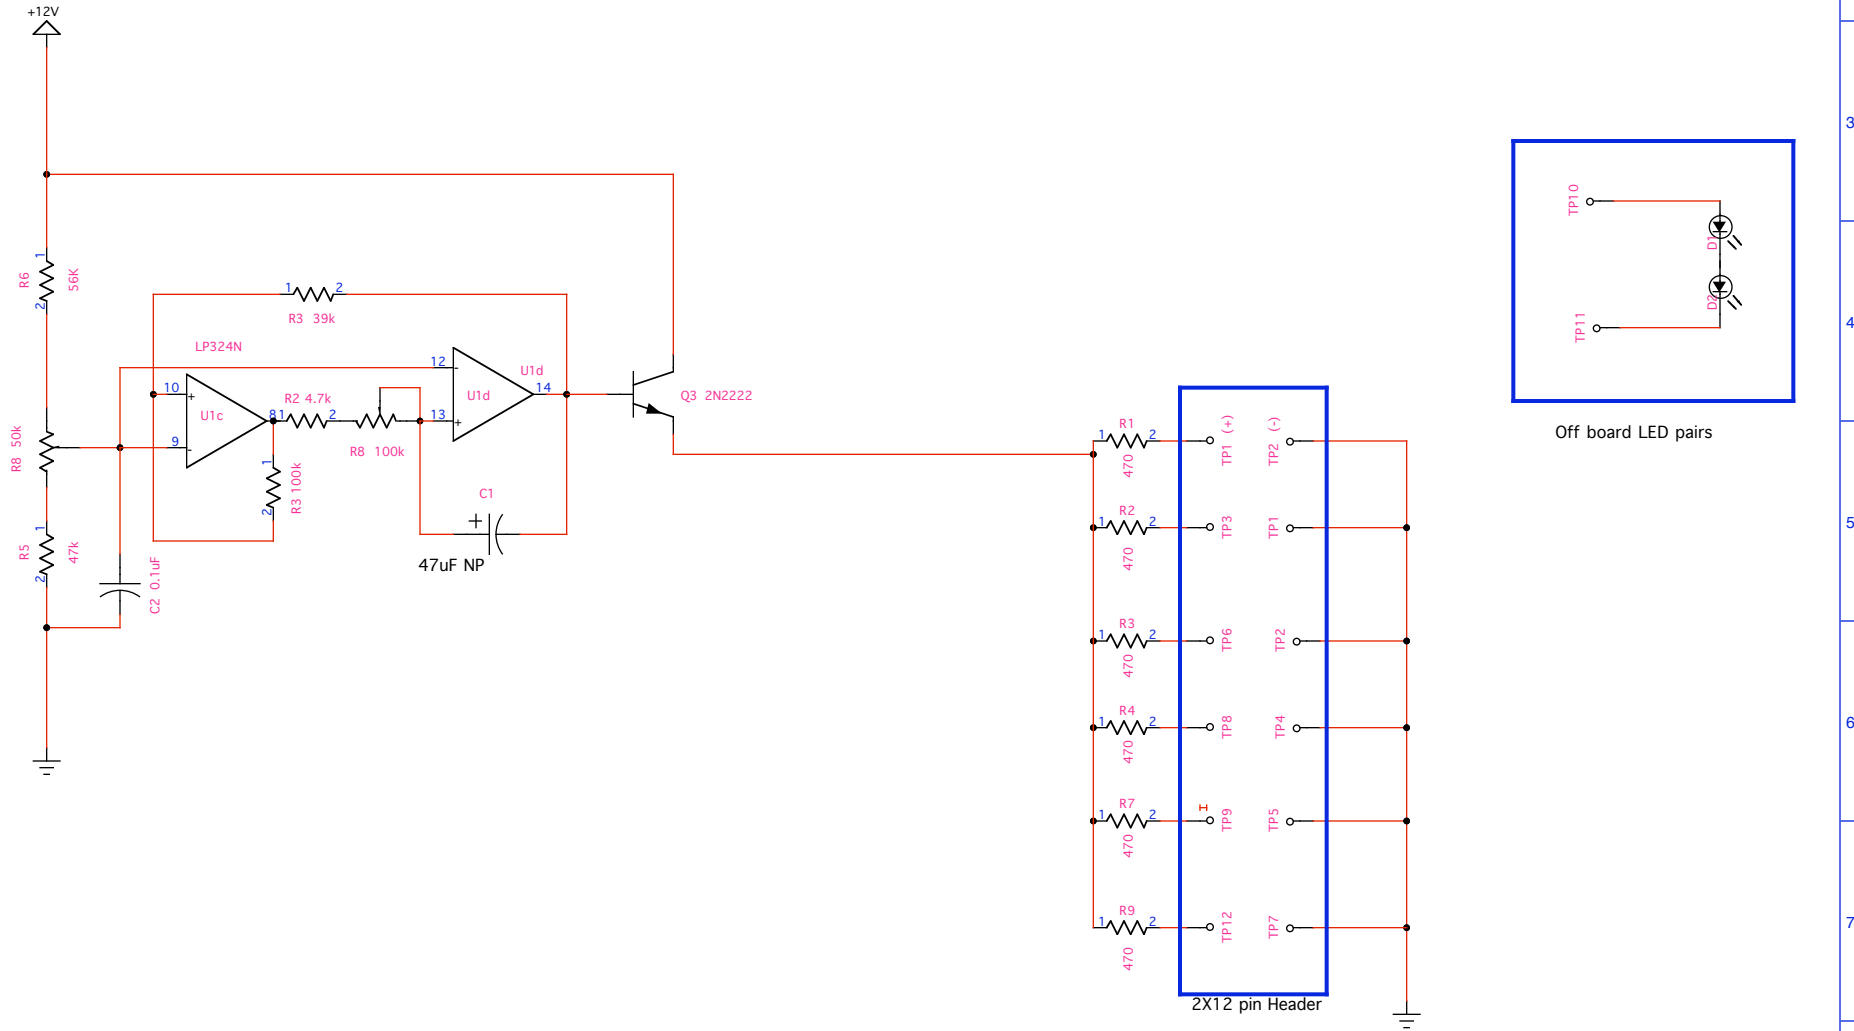 +12V
3
TP10
D1
R6
1
56K
2
1
2
R3 39k
D2
TP11
4
LP324N
12
-
U1d
10
+
U1c
8
1
R2 4.7k
2
U1d
14
Q3 2N2222
TP1 (+)
TP2 (-)
R1
1
2
470
Off board LED pairs
R8 50k
9
-
R8 100k
13
+
1
R3 100k
2
C1
+
47uF NP
R2
1
2
470
TP3
TP1
5
R5
1
47k
2
C2 0.1uF
R3
1
2
470
TP6
TP2
R4
1
2
470
TP8
TP4
6
R7
1
2
470
H
TP9
TP5
R9
1
2
470
TP12
TP7
7
2X12 pin Header